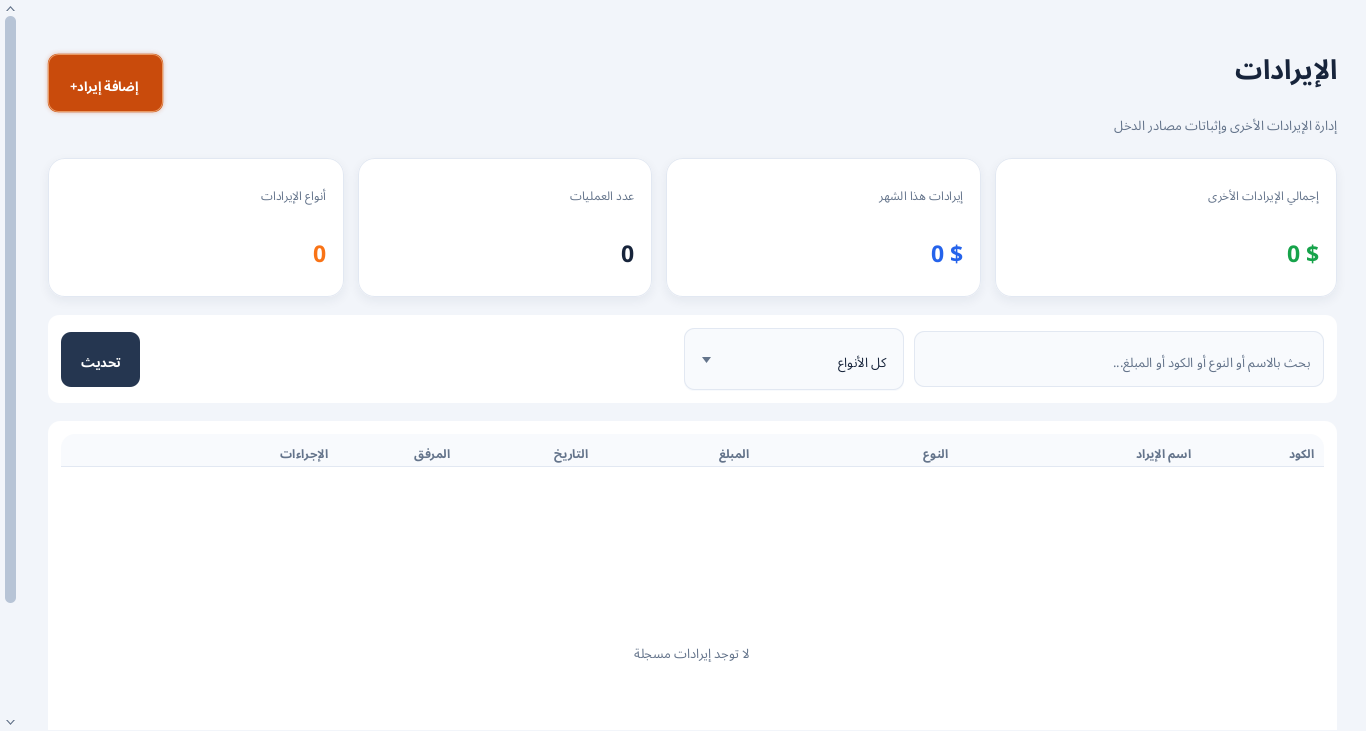 الإيرادات
إضافة إيراد+
إدارة الإيرادات الأخرى وإثباتات مصادر الدخل
إجمالي الإيرادات الأخرى
0 $
إيرادات هذا الشهر
0 $
عدد العمليات
0
أنواع الإيرادات
0
بحث بالاسم أو النوع أو الكود أو المبلغ...
كل الأنواع
تحديث
الكود اسم الإيراد النوع المبلغ التاريخ المرفق الإجراءات
لا توجد إيرادات مسجلة